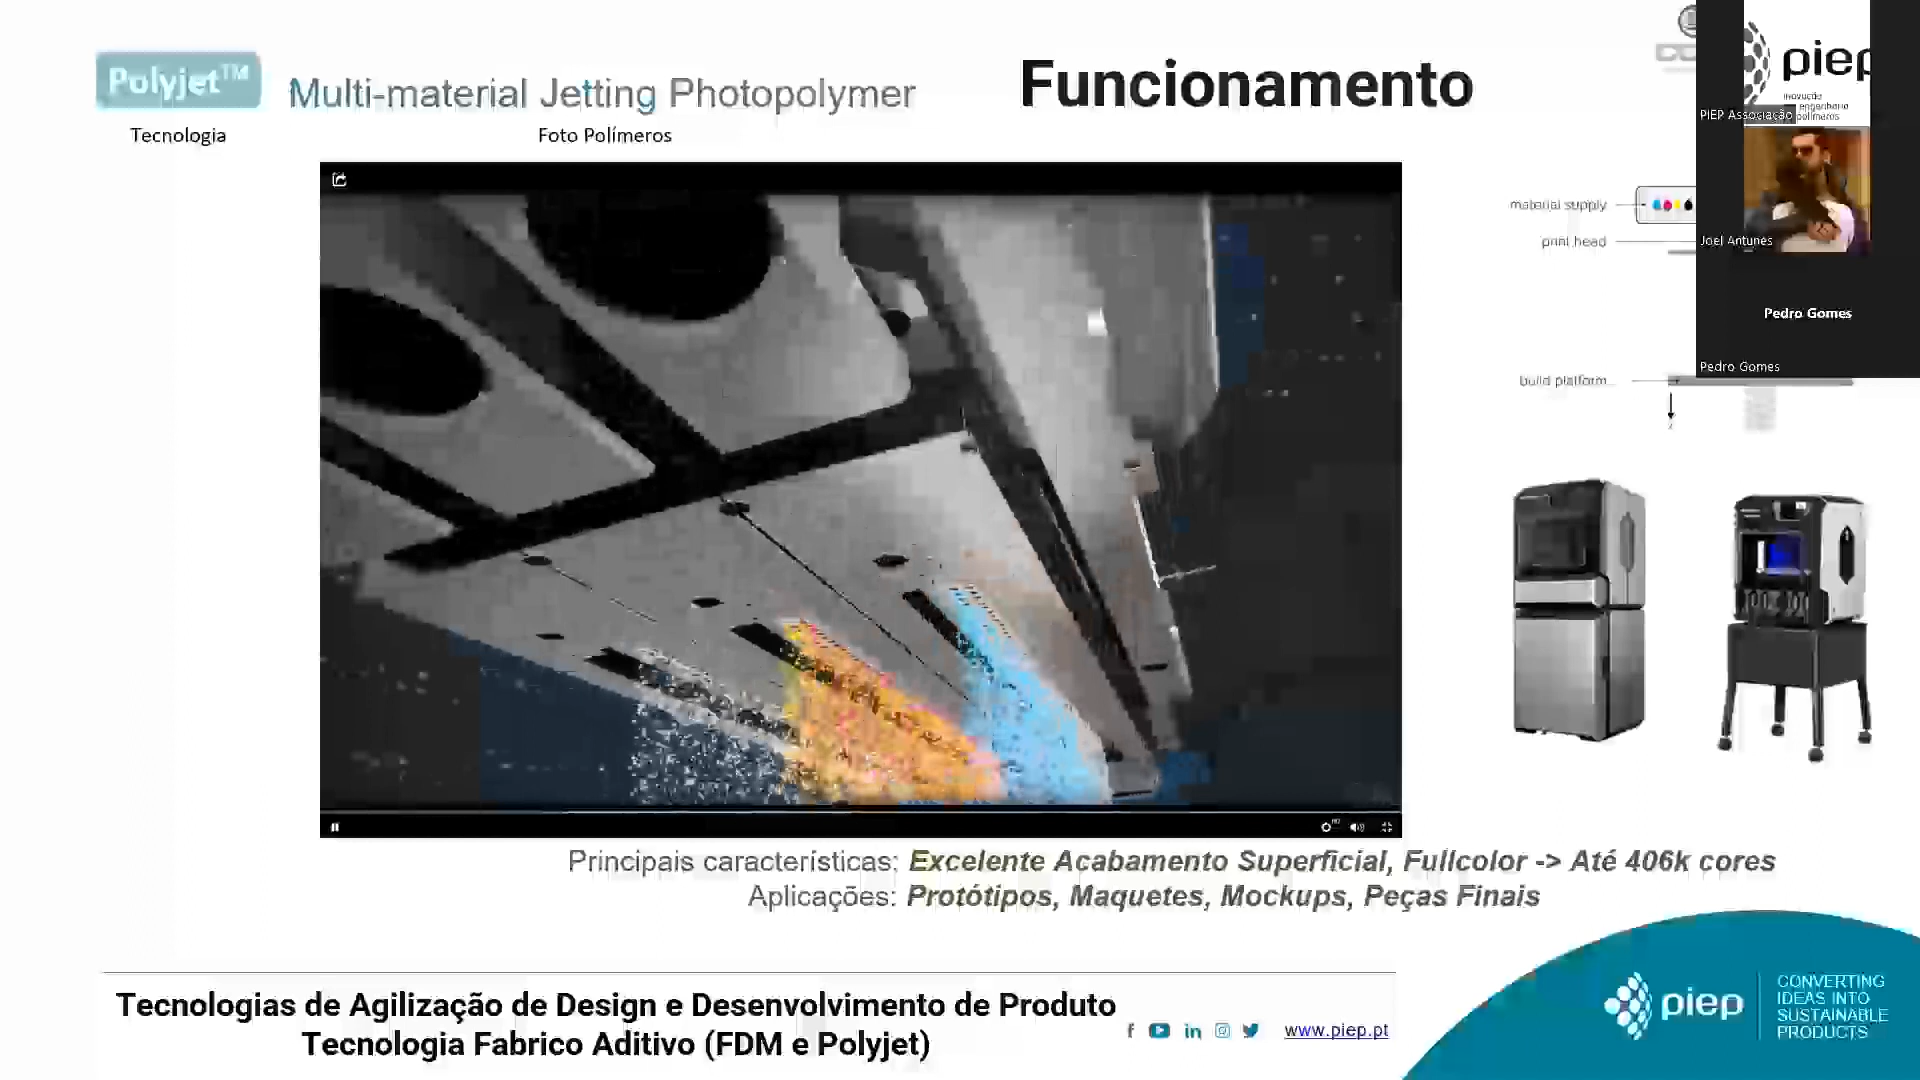 Polyjet™
Multi-material Jetting Photopolymer
Funcionamento
Tecnologia
Foto Polímeros
piep
inovação
engenharia
polímeros
PIEP Associação
material supply
print head
Joel Antunes
Pedro Gomes
Pedro Gomes
build platform
Principais características: Excelente Acabamento Superficial, Fullcolor -> Até 406k cores
Aplicações: Protótipos, Maquetes, Mockups, Peças Finais
Tecnologias de Agilização de Design e Desenvolvimento de Produto
Tecnologia Fabrico Aditivo (FDM e Polyjet)
www.piep.pt
piep
CONVERTING
IDEAS INTO
SUSTAINABLE
PRODUCTS